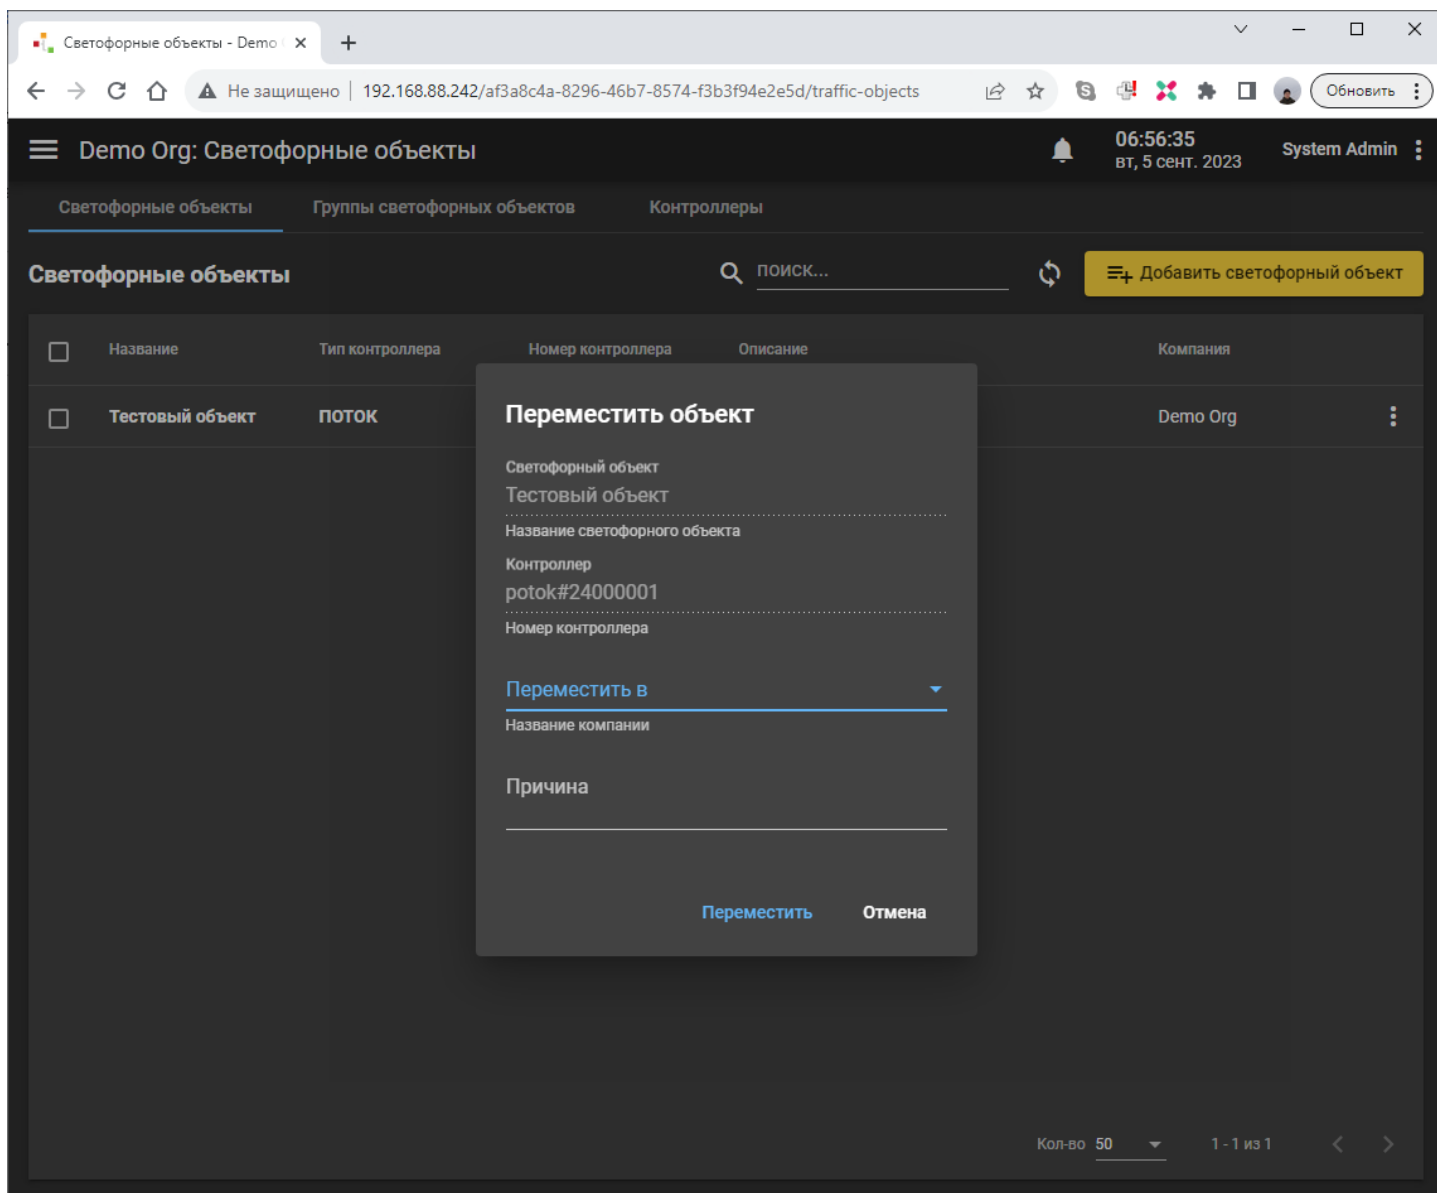 Светофорные объекты - Demo
Не защищено
192.168.88.242/af3a8c4a-8296-46b7-8574-f3b3f94e2e5d/traffic-objects
Обновить
Demo Org: Светофорные объекты
06:56:35
вт, 5 сент. 2023
System Admin
Светофорные объекты
Группы светофорных объектов
Контроллеры
Светофорные объекты
поиск...
Добавить светофорный объект
Название
Тип контроллера
Номер контроллера
Описание
Компания
Тестовый объект
ПОТОК
Demo Org
Переместить объект
Светофорный объект
Тестовый объект
Название светофорного объекта
Контроллер
potok#24000001
Номер контроллера
Переместить в
Название компании
Причина
Переместить
Отмена
Кол-во 50
1 - 1 из 1